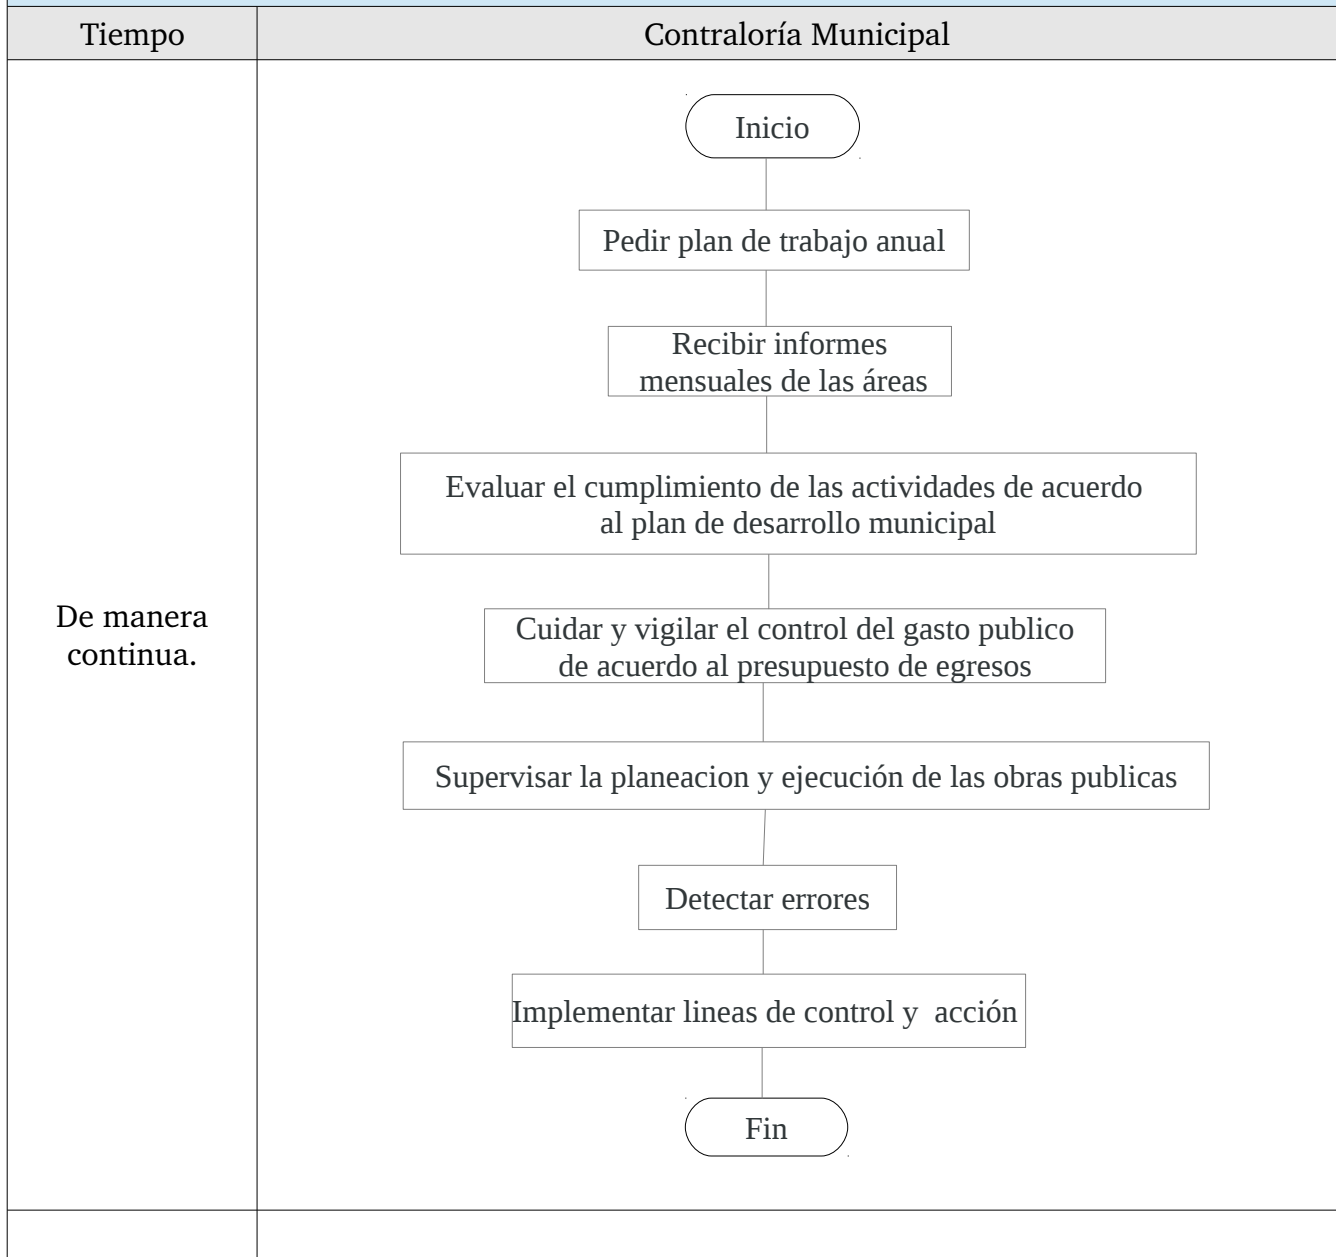 Tiempo
Contraloría Municipal
Inicio
Pedir plan de trabajo anual
Recibir informes
mensuales de las áreas
Evaluar el cumplimiento de las actividades de acuerdo
al plan de desarrollo municipal
De manera
continua.
Cuidar y vigilar el control del gasto publico
de acuerdo al presupuesto de egresos
Supervisar la planeacion y ejecución de las obras publicas
Detectar errores
Implementar lineas de control y  acción
Fin